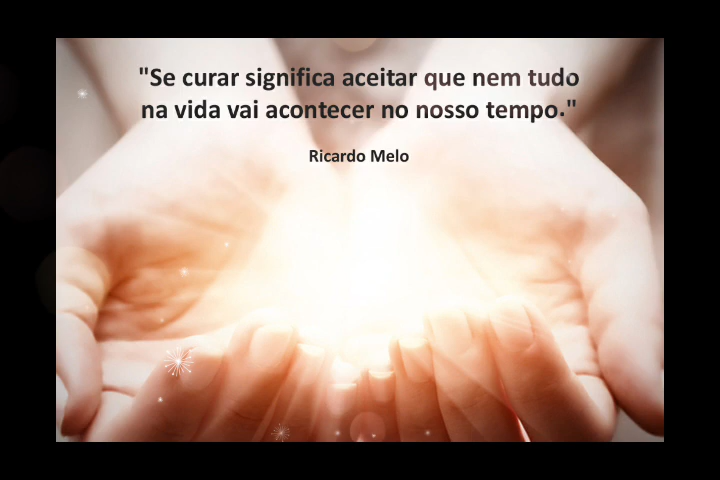 "Se curar significa aceitar que nem tudo
na vida vai acontecer no nosso tempo."
Ricardo Melo